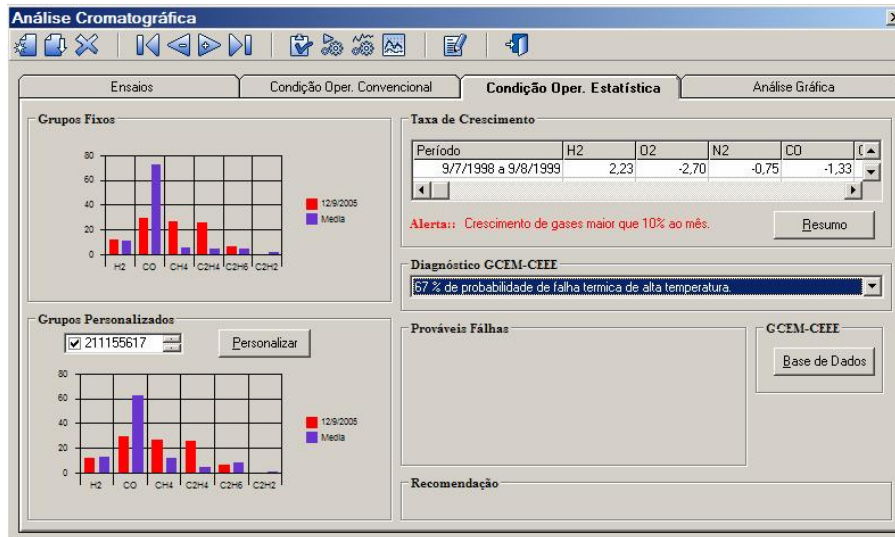 Análise Cromatográfica
Ensaios
Condição Oper. Convencional
Condição Oper. Estatística
Análise Gráfica
Grupos Fixos
80
60
40
20
0
H2 CO CH4 C2H4 C2H6 C2H2
12/9/2005
Media
Grupos Personalizados
211155617
Personalizar
80
60
40
20
0
H2 CO CH4 C2H4 C2H6 C2H2
12/9/2005
Media
Taxa de Crescimento
Período H2 O2 N2 CO
9/7/1998 a 9/8/1999 2,23 -2,70 -0,75 -1,33
Alerta:: Crescimento de gases maior que 10% ao mês.
Resumo
Diagnóstico GCEM-CEEE
67 % de probabilidade de falha termica de alta temperatura.
Prováveis Fálhas
GCEM-CEEE
Base de Dados
Recomendação